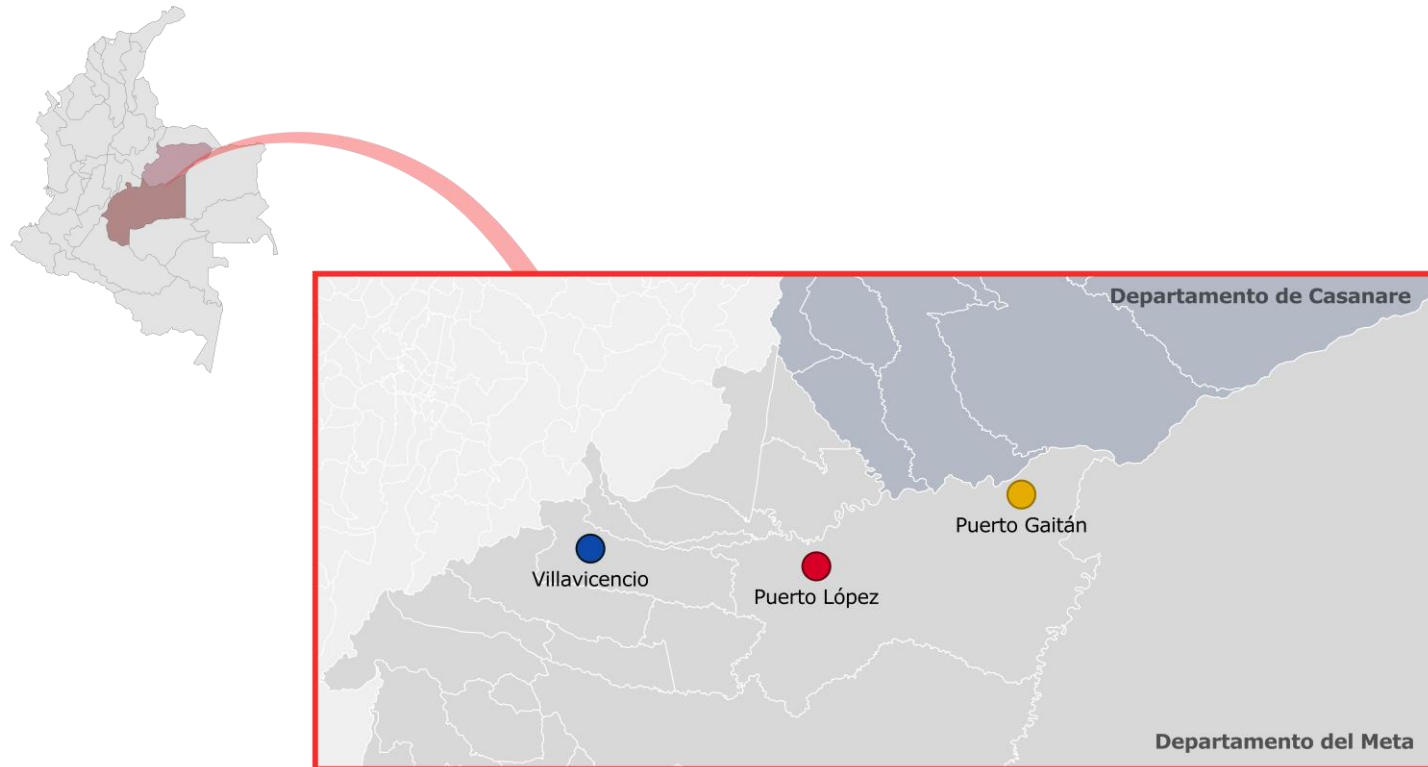 Departamento de Casanare
Puerto Gaitán
Villavicencio
Puerto López
Departamento del Meta